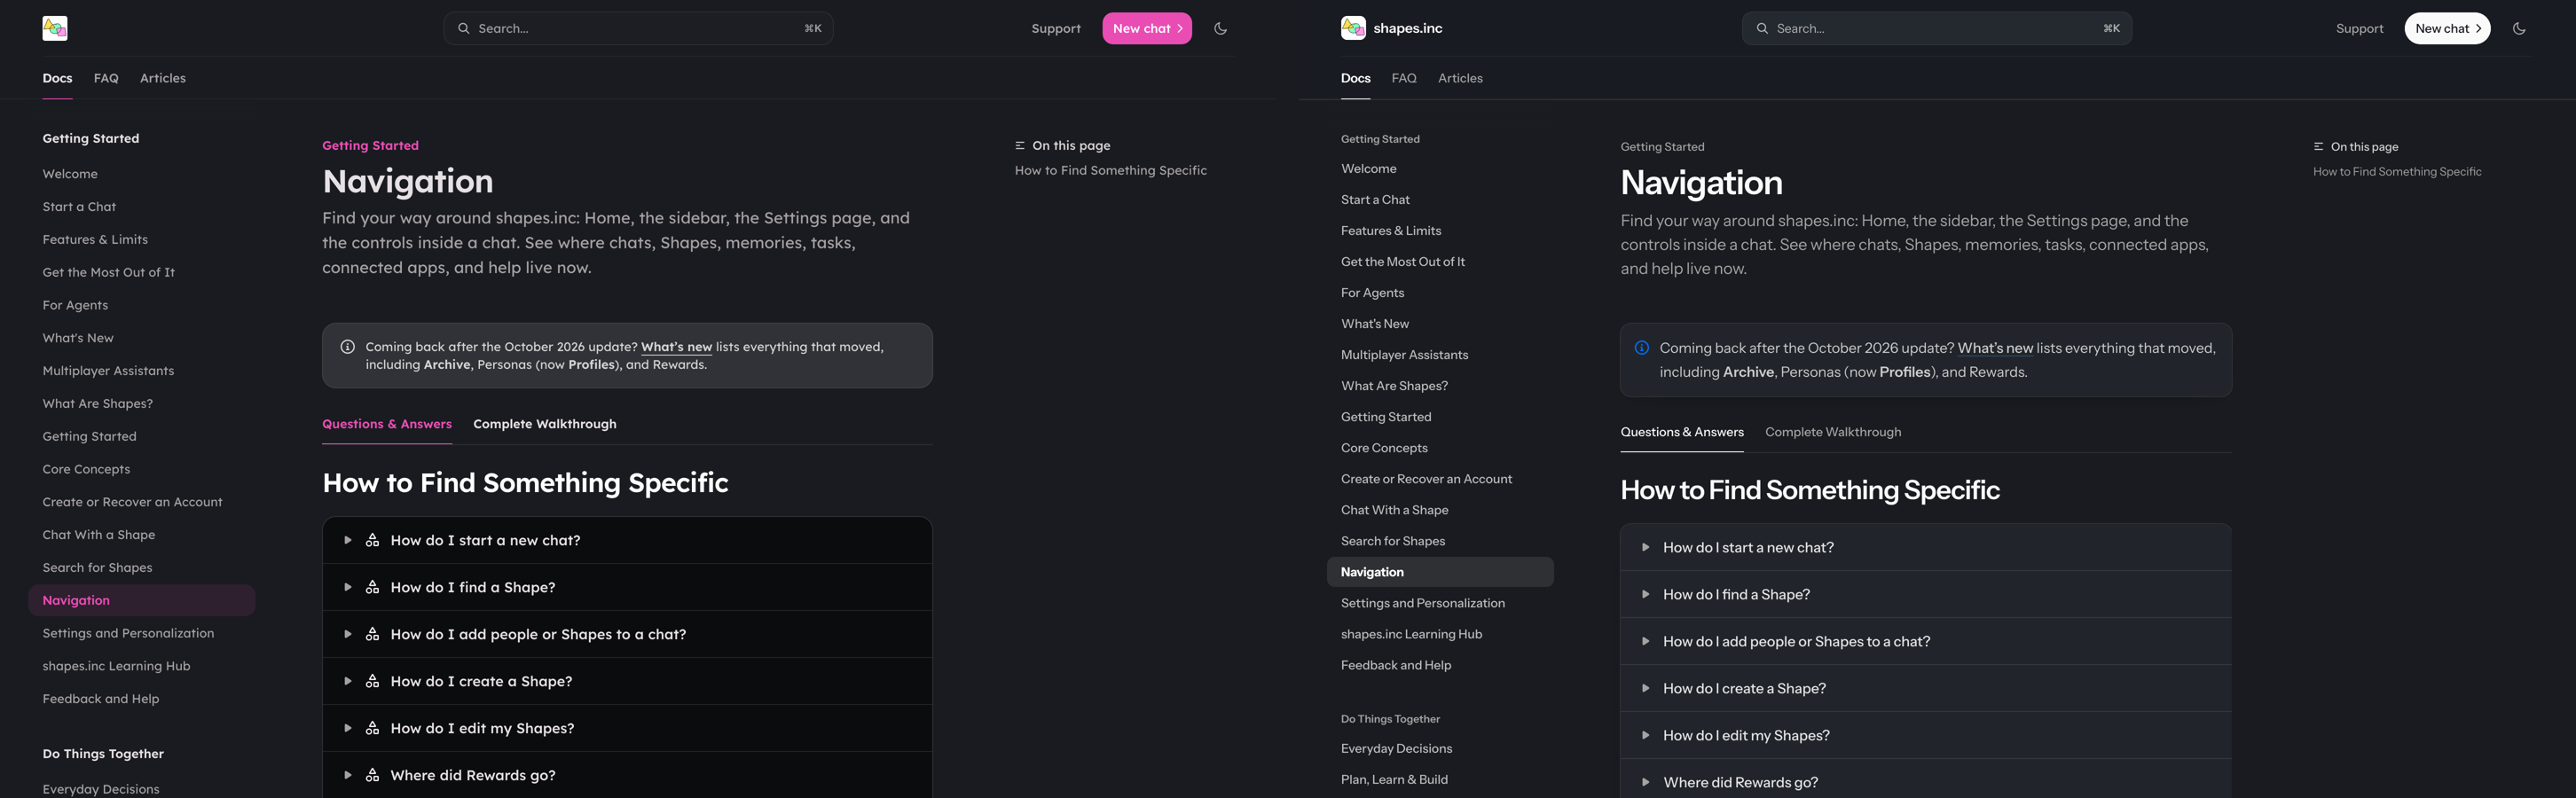 Search...
⌘K
Support
New chat
Docs
FAQ
Articles
Getting Started
Welcome
Start a Chat
Features & Limits
Get the Most Out of It
For Agents
What's New
Multiplayer Assistants
What Are Shapes?
Getting Started
Core Concepts
Create or Recover an Account
Chat With a Shape
Search for Shapes
Navigation
Settings and Personalization
shapes.inc Learning Hub
Feedback and Help
Do Things Together
Everyday Decisions
Getting Started
Navigation
Find your way around shapes.inc: Home, the sidebar, the Settings page, and
the controls inside a chat. See where chats, Shapes, memories, tasks,
connected apps, and help live now.
Coming back after the October 2026 update? What's new lists everything that moved,
including Archive, Personas (now Profiles), and Rewards.
Questions & Answers
Complete Walkthrough
How to Find Something Specific
How do I start a new chat?
How do I find a Shape?
How do I add people or Shapes to a chat?
How do I create a Shape?
How do I edit my Shapes?
Where did Rewards go?
On this page
How to Find Something Specific
shapes.inc
Search...
⌘K
Support
New chat
Docs
FAQ
Articles
Getting Started
Welcome
Start a Chat
Features & Limits
Get the Most Out of It
For Agents
What's New
Multiplayer Assistants
What Are Shapes?
Getting Started
Core Concepts
Create or Recover an Account
Chat With a Shape
Search for Shapes
Navigation
Settings and Personalization
shapes.inc Learning Hub
Feedback and Help
Do Things Together
Everyday Decisions
Plan, Learn & Build
Getting Started
Navigation
Find your way around shapes.inc: Home, the sidebar, the Settings page, and the
controls inside a chat. See where chats, Shapes, memories, tasks, connected apps,
and help live now.
Coming back after the October 2026 update? What's new lists everything that moved,
including Archive, Personas (now Profiles), and Rewards.
Questions & Answers
Complete Walkthrough
How to Find Something Specific
How do I start a new chat?
How do I find a Shape?
How do I add people or Shapes to a chat?
How do I create a Shape?
How do I edit my Shapes?
Where did Rewards go?
On this page
How to Find Something Specific